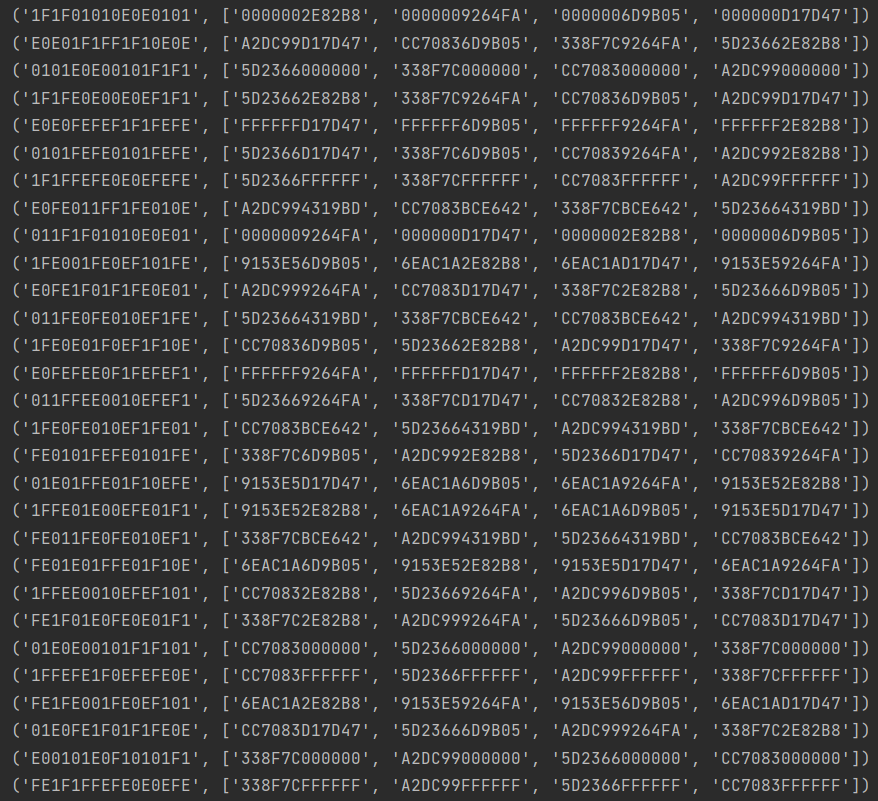 ('1F1F01010E0E0101', ['0000002E82B8', '0000009264FA', '0000006D9B05', '000000D17D47'])
('E0E01F1FF1F10E0E', ['A2DC99D17D47', 'CC70836D9B05', '338F7C9264FA', '5D23662E82B8'])
('0101E0E00101F1F1', ['5D2366000000', '338F7C000000', 'CC7083000000', 'A2DC99000000'])
('1F1FE0E00E0EF1F1', ['5D23662E82B8', '338F7C9264FA', 'CC70836D9B05', 'A2DC99D17D47'])
('E0E0FEFEF1F1FEFE', ['FFFFFFD17D47', 'FFFFFF6D9B05', 'FFFFFF9264FA', 'FFFFFF2E82B8'])
('0101FEFE0101FEFE', ['5D2366D17D47', '338F7C6D9B05', 'CC70839264FA', 'A2DC992E82B8'])
('1F1FFEFE0E0EFEFE', ['5D2366FFFFFF', '338F7CFFFFFF', 'CC7083FFFFFF', 'A2DC99FFFFFF'])
('E0FE011FF1FE010E', ['A2DC994319BD', 'CC7083BCE642', '338F7CBCE642', '5D23664319BD'])
('011F1F01010E0E01', ['0000009264FA', '000000D17D47', '0000002E82B8', '0000006D9B05'])
('1FE001FE0EF101FE', ['9153E56D9B05', '6EAC1A2E82B8', '6EAC1AD17D47', '9153E59264FA'])
('E0FE1F01F1FE0E01', ['A2DC999264FA', 'CC7083D17D47', '338F7C2E82B8', '5D23666D9B05'])
('011FE0FE010EF1FE', ['5D23664319BD', '338F7CBCE642', 'CC7083BCE642', 'A2DC994319BD'])
('1FE0E01F0EF1F10E', ['CC70836D9B05', '5D23662E82B8', 'A2DC99D17D47', '338F7C9264FA'])
('E0FEFEE0F1FEFEF1', ['FFFFFF9264FA', 'FFFFFFD17D47', 'FFFFFF2E82B8', 'FFFFFF6D9B05'])
('011FFEE0010EFEF1', ['5D23669264FA', '338F7CD17D47', 'CC70832E82B8', 'A2DC996D9B05'])
('1FE0FE010EF1FE01', ['CC7083BCE642', '5D23664319BD', 'A2DC994319BD', '338F7CBCE642'])
('FE0101FEFE0101FE', ['338F7C6D9B05', 'A2DC992E82B8', '5D2366D17D47', 'CC70839264FA'])
('01E01FFE01F10EFE', ['9153E5D17D47', '6EAC1A6D9B05', '6EAC1A9264FA', '9153E52E82B8'])
('1FFE01E00EFE01F1', ['9153E52E82B8', '6EAC1A9264FA', '6EAC1A6D9B05', '9153E5D17D47'])
('FE011FE0FE010EF1', ['338F7CBCE642', 'A2DC994319BD', '5D23664319BD', 'CC7083BCE642'])
('FE01E01FFE01F10E', ['6EAC1A6D9B05', '9153E52E82B8', '9153E5D17D47', '6EAC1A9264FA'])
('1FFEE0010EFEF101', ['CC70832E82B8', '5D23669264FA', 'A2DC996D9B05', '338F7CD17D47'])
('FE1F01E0FE0E01F1', ['338F7C2E82B8', 'A2DC999264FA', '5D23666D9B05', 'CC7083D17D47'])
('01E0E00101F1F101', ['CC7083000000', '5D2366000000', 'A2DC99000000', '338F7C000000'])
('1FFEFE1F0EFEFE0E', ['CC7083FFFFFF', '5D2366FFFFFF', 'A2DC99FFFFFF', '338F7CFFFFFF'])
('FE1FE001FE0EF101', ['6EAC1A2E82B8', '9153E59264FA', '9153E56D9B05', '6EAC1AD17D47'])
('01E0FE1F01F1FE0E', ['CC7083D17D47', '5D23666D9B05', 'A2DC999264FA', '338F7C2E82B8'])
('E00101E0F10101F1', ['338F7C000000', 'A2DC99000000', '5D2366000000', 'CC7083000000'])
('FE1F1FFEFE0E0EFE', ['338F7CFFFFFF', 'A2DC99FFFFFF', '5D2366FFFFFF', 'CC7083FFFFFF'])